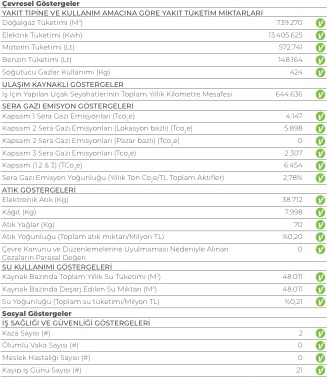 Çevresel Göstergeler
YAKIT TİPİNE VE KULLANIM AMACINA GÖRE YAKIT TÜKETİM MİKTARLARI
Doğalgaz Tüketimi (M³) 739.270
Elektrik Tüketimi (Kwh) 13.405.625
Motorin Tüketimi (Lt) 572.741
Benzin Tüketimi (Lt) 148.164
Soğutucu Gazlar Kullanımı (Kg) 424
ULAŞIM KAYNAKLI GÖSTERGELER
İş İçin Yapılan Uçak Seyahatlerinin Toplam Yıllık Kilometre Mesafesi 644.636
SERA GAZI EMİSYON GÖSTERGELERİ
Kapsam 1 Sera Gazı Emisyonları (Tco₂e) 4.147
Kapsam 2 Sera Gazı Emisyonları (Lokasyon bazlı) (Tco₂e) 5.898
Kapsam 2 Sera Gazı Emisyonları (Pazar bazlı) (Tco₂e) 0
Kapsam 3 Sera Gazı Emisyonları (Tco₂e) 2.307
Kapsam (1,2 & 3) (TCo₂e) 6.454
Sera Gazı Emisyon Yoğunluğu (Yıllık Ton Co₂e/TL Toplam Aktifler) 2,78%
ATIK GÖSTERGELERİ
Elektronik Atık (Kg) 38.712
Kâğıt (Kg) 7.998
Atık Yağlar (Kg) 70
Atık Yoğunluğu (Toplam atık miktarı/Milyon TL) %0,20
Çevre Kanunu ve Düzenlemelerine Uyulmaması Nedeniyle Alınan 0
Cezaların Parasal Değeri
SU KULLANIMI GÖSTERGELERİ
Kaynak Bazında Toplam Yıllık Su Tüketimi (M³) 48.011
Kaynak Bazında Deşarj Edilen Su Miktarı (M³) 48.011
Su Yoğunluğu (Toplam su tüketimi/Milyon TL) %0,21
Sosyal Göstergeler
İŞ SAĞLIĞI VE GÜVENLİĞİ GÖSTERGELERİ
Kaza Sayısı (#) 2
Ölümlü Vaka Sayısı (#) 0
Meslek Hastalığı Sayısı (#) 0
Kayıp İş Günü Sayısı (#) 21